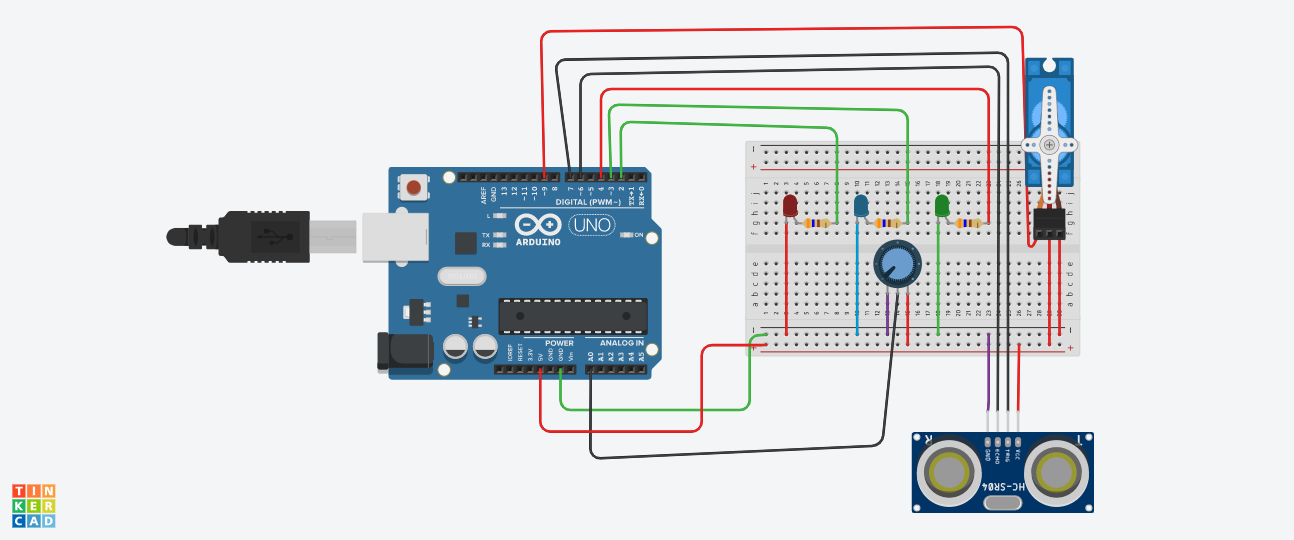 AREF
GND
13
12
~11
~10
~9
8
7
~6
~5
4
~3
2
TX→1
RX←0
DIGITAL (PWM~)
L
TX
RX
ARDUINO
UNO
ON
POWER
ANALOG IN
IOREF
RESET
3.3V
5V
GND
GND
Vin
A0
A1
A2
A3
A4
A5
GND
ECHO
TRIG
VCC
R
T
HC-SR04
TIN
KER
CAD